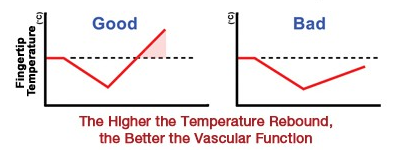 Good
Bad
Fingertip
Temperature
(°C)
(°C)
The Higher the Temperature Rebound,
the Better the Vascular Function